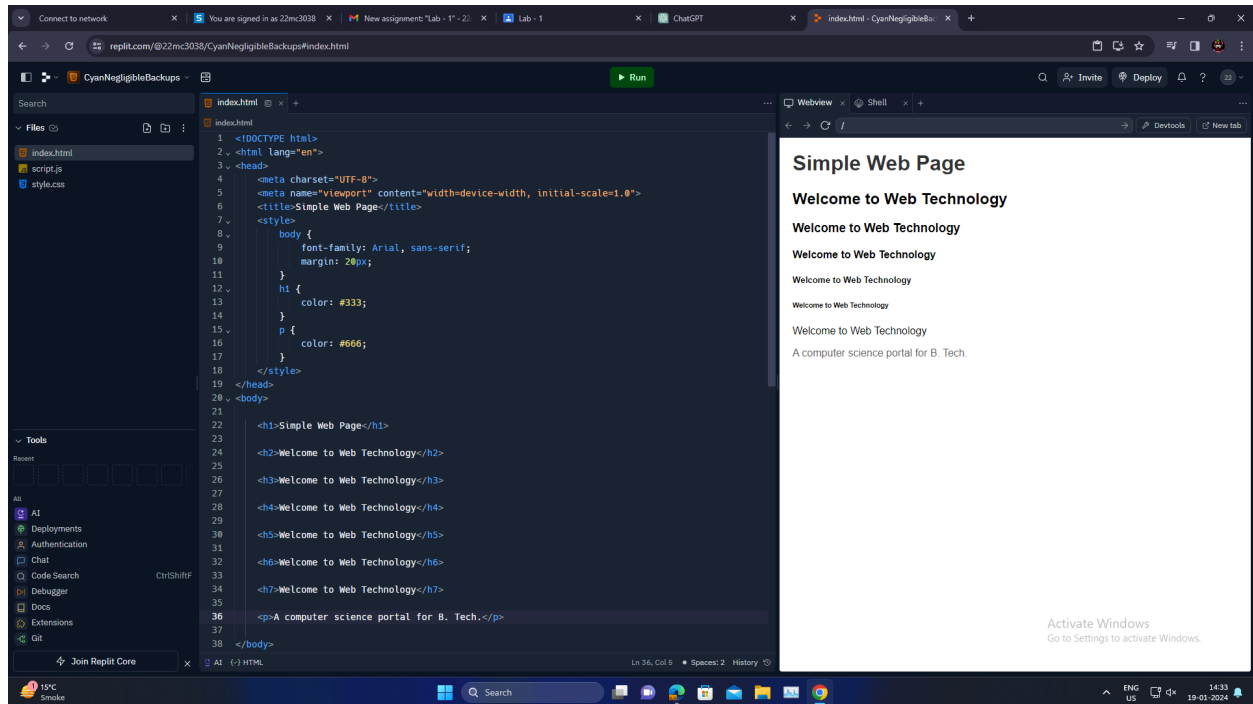 Connect to network
You are signed in as 22mc3038
New assignment: "Lab - 1" - 22
Lab - 1
ChatGPT
index.html - CyanNegligibleBac
replit.com/@22mc3038/CyanNegligibleBackups#index.html
CyanNegligibleBackups
Run
Invite
Deploy
22
Search
Files
index.html
script.js
style.css
Tools
Recent
All
AI
Deployments
Authentication
Chat
Code Search CtrlShiftF
Debugger
Docs
Extensions
Git
Join Replit Core
index.html
index.html
1 <!DOCTYPE html>
2 <html lang="en">
3 <head>
4 <meta charset="UTF-8">
5 <meta name="viewport" content="width=device-width, initial-scale=1.0">
6 <title>Simple Web Page</title>
7 <style>
8 body {
9 font-family: Arial, sans-serif;
10 margin: 20px;
11 }
12 h1 {
13 color: #333;
14 }
15 p {
16 color: #666;
17 }
18 </style>
19 </head>
20 <body>
21
22 <h1>Simple Web Page</h1>
23
24 <h2>Welcome to Web Technology</h2>
25
26 <h3>Welcome to Web Technology</h3>
27
28 <h4>Welcome to Web Technology</h4>
29
30 <h5>Welcome to Web Technology</h5>
31
32 <h6>Welcome to Web Technology</h6>
33
34 <h7>Welcome to Web Technology</h7>
35
36 <p>A computer science portal for B. Tech.</p>
37
38 </body>
AI {-} HTML
Ln 36, Col 5 Spaces: 2 History
Webview
Shell
/
Devtools
New tab
Simple Web Page
Welcome to Web Technology
Welcome to Web Technology
Welcome to Web Technology
Welcome to Web Technology
Welcome to Web Technology
Welcome to Web Technology
A computer science portal for B. Tech.
Activate Windows
Go to Settings to activate Windows.
1
15°C
Smoke
Search
ENG
US
14:33
19-01-2024